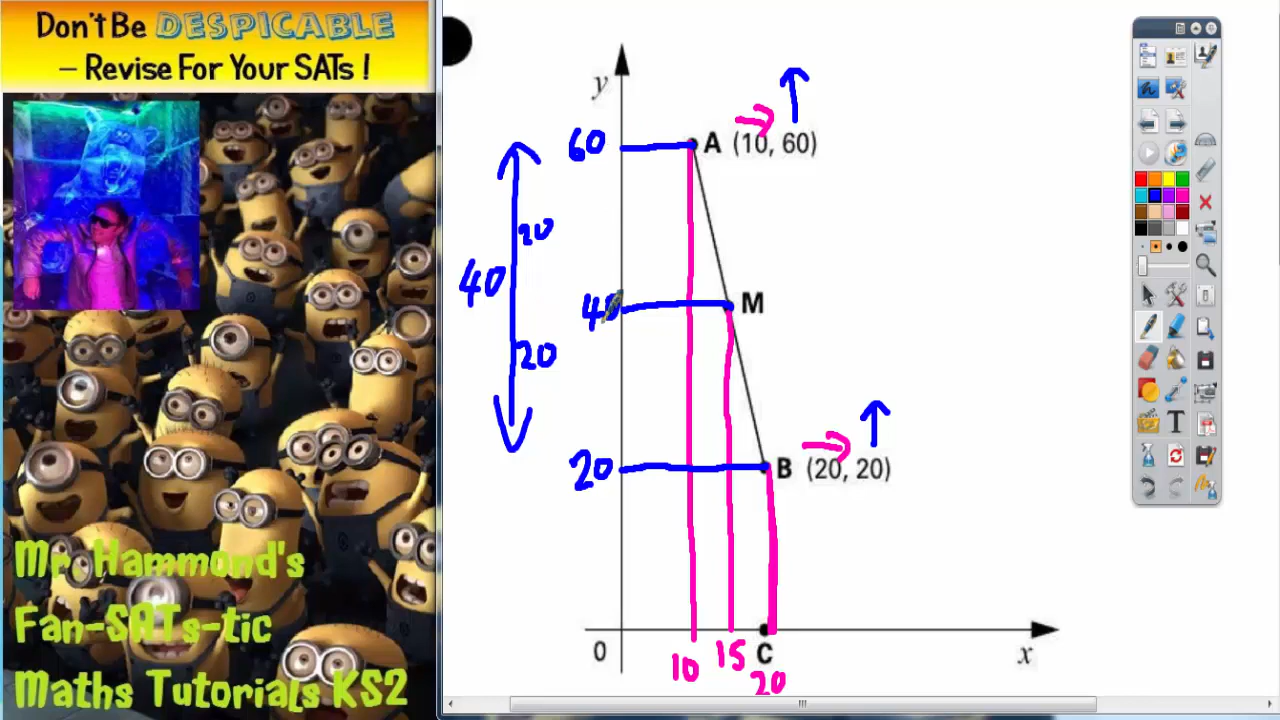 Don't Be DESPICABLE
– Revise For Your SATs !
Mr. Hammond's
Fan-SATs-tic
Maths Tutorials KS2
y
60
A (10, 60)
20
40
40
M
20
20
B (20, 20)
0
10
15
C
20
x